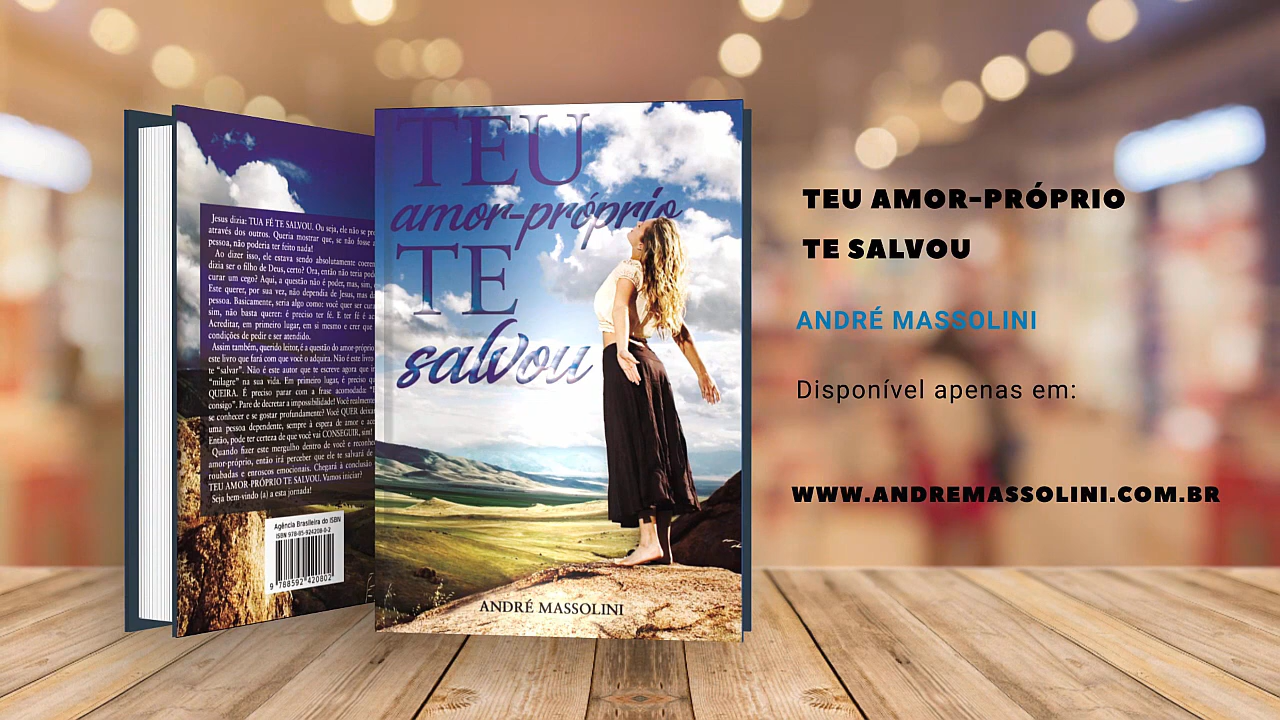 Jesus dizia: TUA FÉ TE SALVOU. Ou seja, ele não se
através dos outros. Queria mostrar que, se não fosse a
pessoa, não poderia ter feito nada!
Ao dizer isso, ele estava sendo absolutamente
dizia ser o filho de Deus, certo? Ora, então não teria
curar um cego? Aqui, a questão não é poder, mas, sim,
Este querer, por sua vez, não dependia de Jesus, mas
pessoa. Basicamente, seria algo como: você quer ser
sim, não basta querer: é preciso ter fé. E ter fé é
Acreditar, em primeiro lugar, em si mesmo e crer que
condições de pedir e ser atendido.
Assim também, querido leitor, é a questão do
este livro que fará com que você o adquira. Não é este
te "salvar". Não é este autor que te escreve agora que
"milagre" na sua vida. Em primeiro lugar, é preciso
QUEIRA. É preciso parar com a frase acomodada:
consigo". Pare de decretar a impossibilidade! Você realmente
se conhecer e se gostar profundamente? Você QUER
uma pessoa dependente, sempre à espera de amor e
Então, pode ter certeza de que você vai CONSEGUIR, sim!
Quando fizer este mergulho dentro de você e
amor-próprio, então irá perceber que ele te salvará de
roubadas e enroscos emocionais. Chegará à conclusão
TEU AMOR-PRÓPRIO TE SALVOU. Vamos iniciar?
Seja bem-vindo (a) a esta jornada!
Agência Brasileira do ISBN
ISBN 978-85-924208-0-2
9 788592 420802
TEU
amor-próprio
TE
salvou
ANDRÉ MASSOLINI
TEU AMOR-PRÓPRIO
TE SALVOU
ANDRÉ MASSOLINI
Disponível apenas em:
WWW.ANDREMASSOLINI.COM.BR